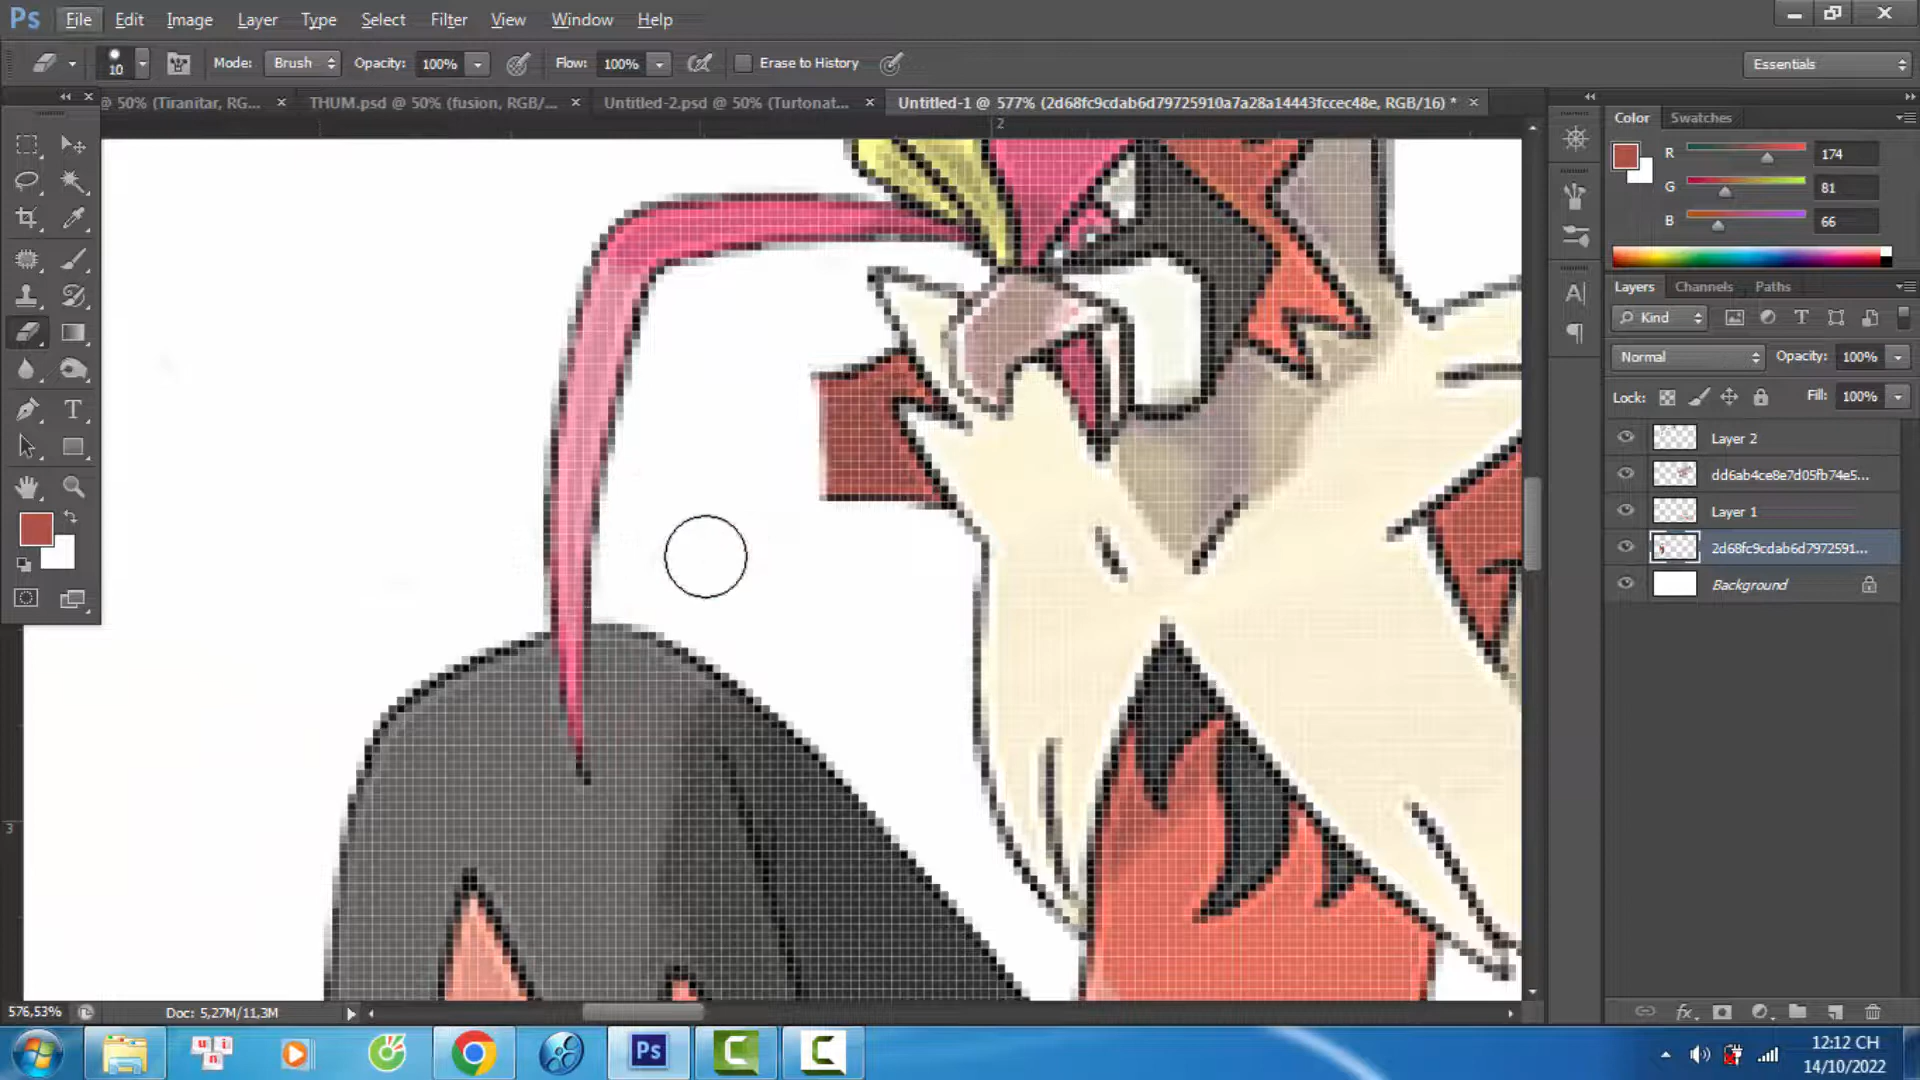 Ps File Edit Image Layer Type Select Filter View Window Help
10 Mode: Brush Opacity: 100% Flow: 100% Erase to History Essentials
@ 50% (Tiranitar, RG... THUM.psd @ 50% (fusion, RGB/... Untitled-2.psd @ 50% (Turtonat... Untitled-1 @ 577% (2d68fc9cdab6d79725910a7a28a14443fccec48e, RGB/16) *
2
3
Color Swatches
R 174
G 81
B 66
Layers Channels Paths
Kind
Normal Opacity: 100%
Lock: Fill: 100%
Layer 2
dd6ab4ce8e7d05fb74e5...
Layer 1
2d68fc9cdab6d7972591...
Background
576,53% Doc: 5,27M/11,3M
12:12 CH
14/10/2022